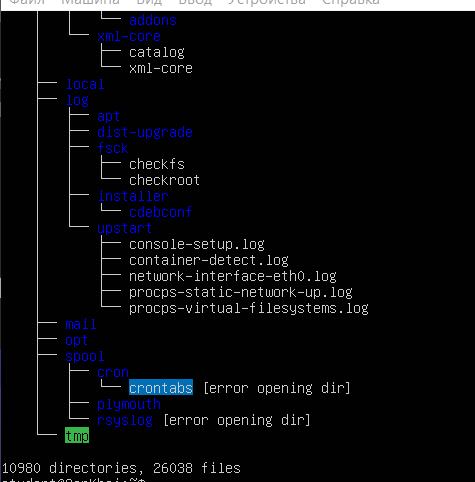 Файл Машина Вид Ввод Устройства Справка
addons
xml-core
catalog
xml-core
local
log
apt
dist-upgrade
fsck
checkfs
checkroot
installer
cdebconf
upstart
console-setup.log
container-detect.log
network-interface-eth0.log
procps-static-network-up.log
procps-virtual-filesystems.log
mail
opt
spool
cron
crontabs [error opening dir]
plymouth
rsyslog [error opening dir]
tmp
10980 directories, 26038 files